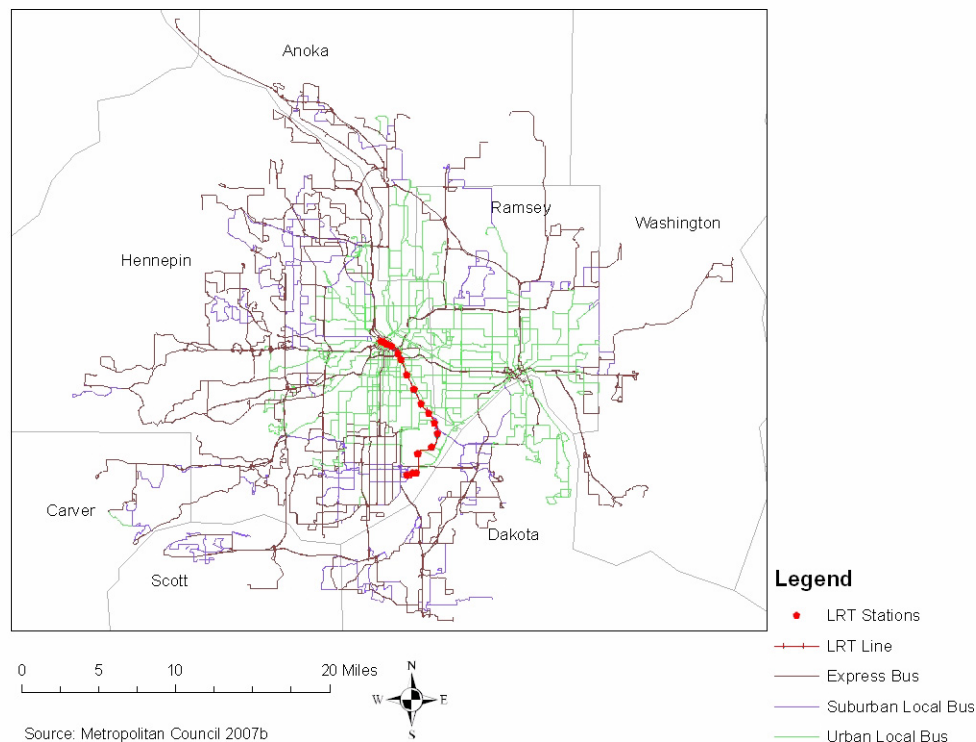 Anoka
Ramsey
Washington
Hennepin
Carver
Dakota
Scott
Legend
LRT Stations
LRT Line
Express Bus
Suburban Local Bus
Urban Local Bus
0 5 10 20 Miles
N
W E
S
Source: Metropolitan Council 2007b